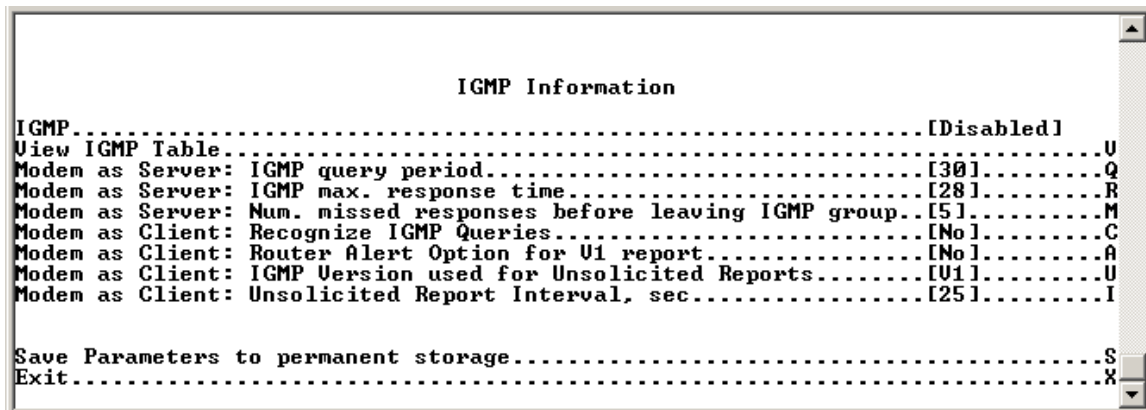 IGMP Information
IGMP..............................................................[Disabled]
View IGMP Table................................................................V
Modem as Server: IGMP query period................................[30]........Q
Modem as Server: IGMP max. response time..........................[28]........R
Modem as Server: Num. missed responses before leaving IGMP group..[5].........M
Modem as Client: Recognize IGMP Queries...........................[No]........C
Modem as Client: Router Alert Option for V1 report................[No]........A
Modem as Client: IGMP Version used for Unsolicited Reports........[V1]........U
Modem as Client: Unsolicited Report Interval, sec.................[25]........I
Save Parameters to permanent storage...........................................S
Exit...........................................................................X